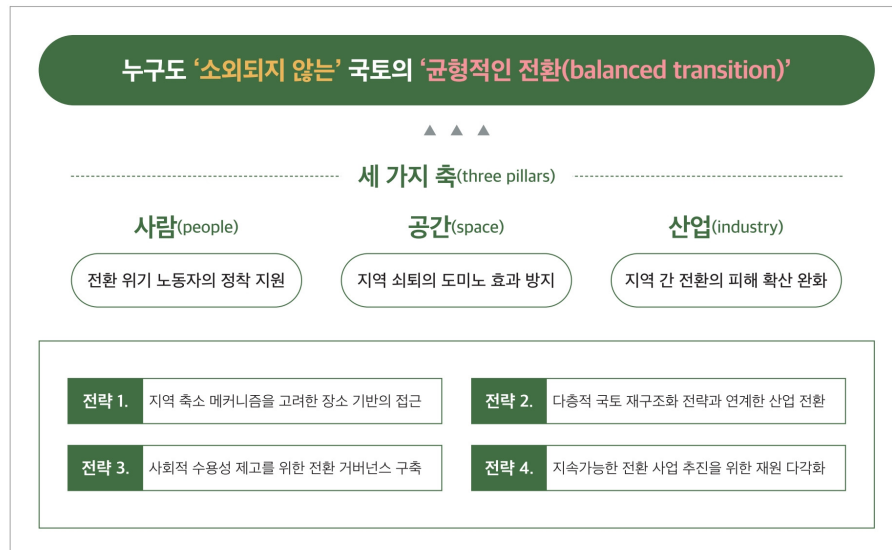 누구도 ‘소외되지 않는’ 국토의 ‘균형적인 전환(balanced transition)’
▲ ▲ ▲
세 가지 축(three pillars)
사람(people)
공간(space)
산업(industry)
전환 위기 노동자의 정착 지원
지역 쇠퇴의 도미노 효과 방지
지역 간 전환의 피해 확산 완화
전략 1. 지역 축소 메커니즘을 고려한 장소 기반의 접근
전략 2. 다층적 국토 재구조화 전략과 연계한 산업 전환
전략 3. 사회적 수용성 제고를 위한 전환 거버넌스 구축
전략 4. 지속가능한 전환 사업 추진을 위한 재원 다각화